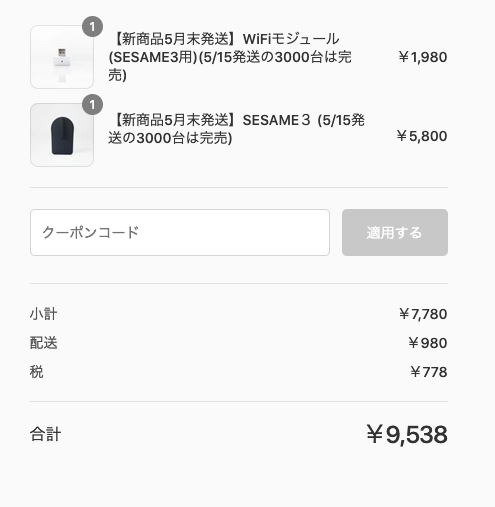 1
【新商品5月末発送】WiFiモジュール
(SESAME3用)(5/15発送の3000台は完
売)
￥1,980
1
【新商品5月末発送】SESAME３ (5/15発
送の3000台は完売)
￥5,800
クーポンコード
適用する
小計
￥7,780
配送
￥980
税
￥778
合計
￥9,538